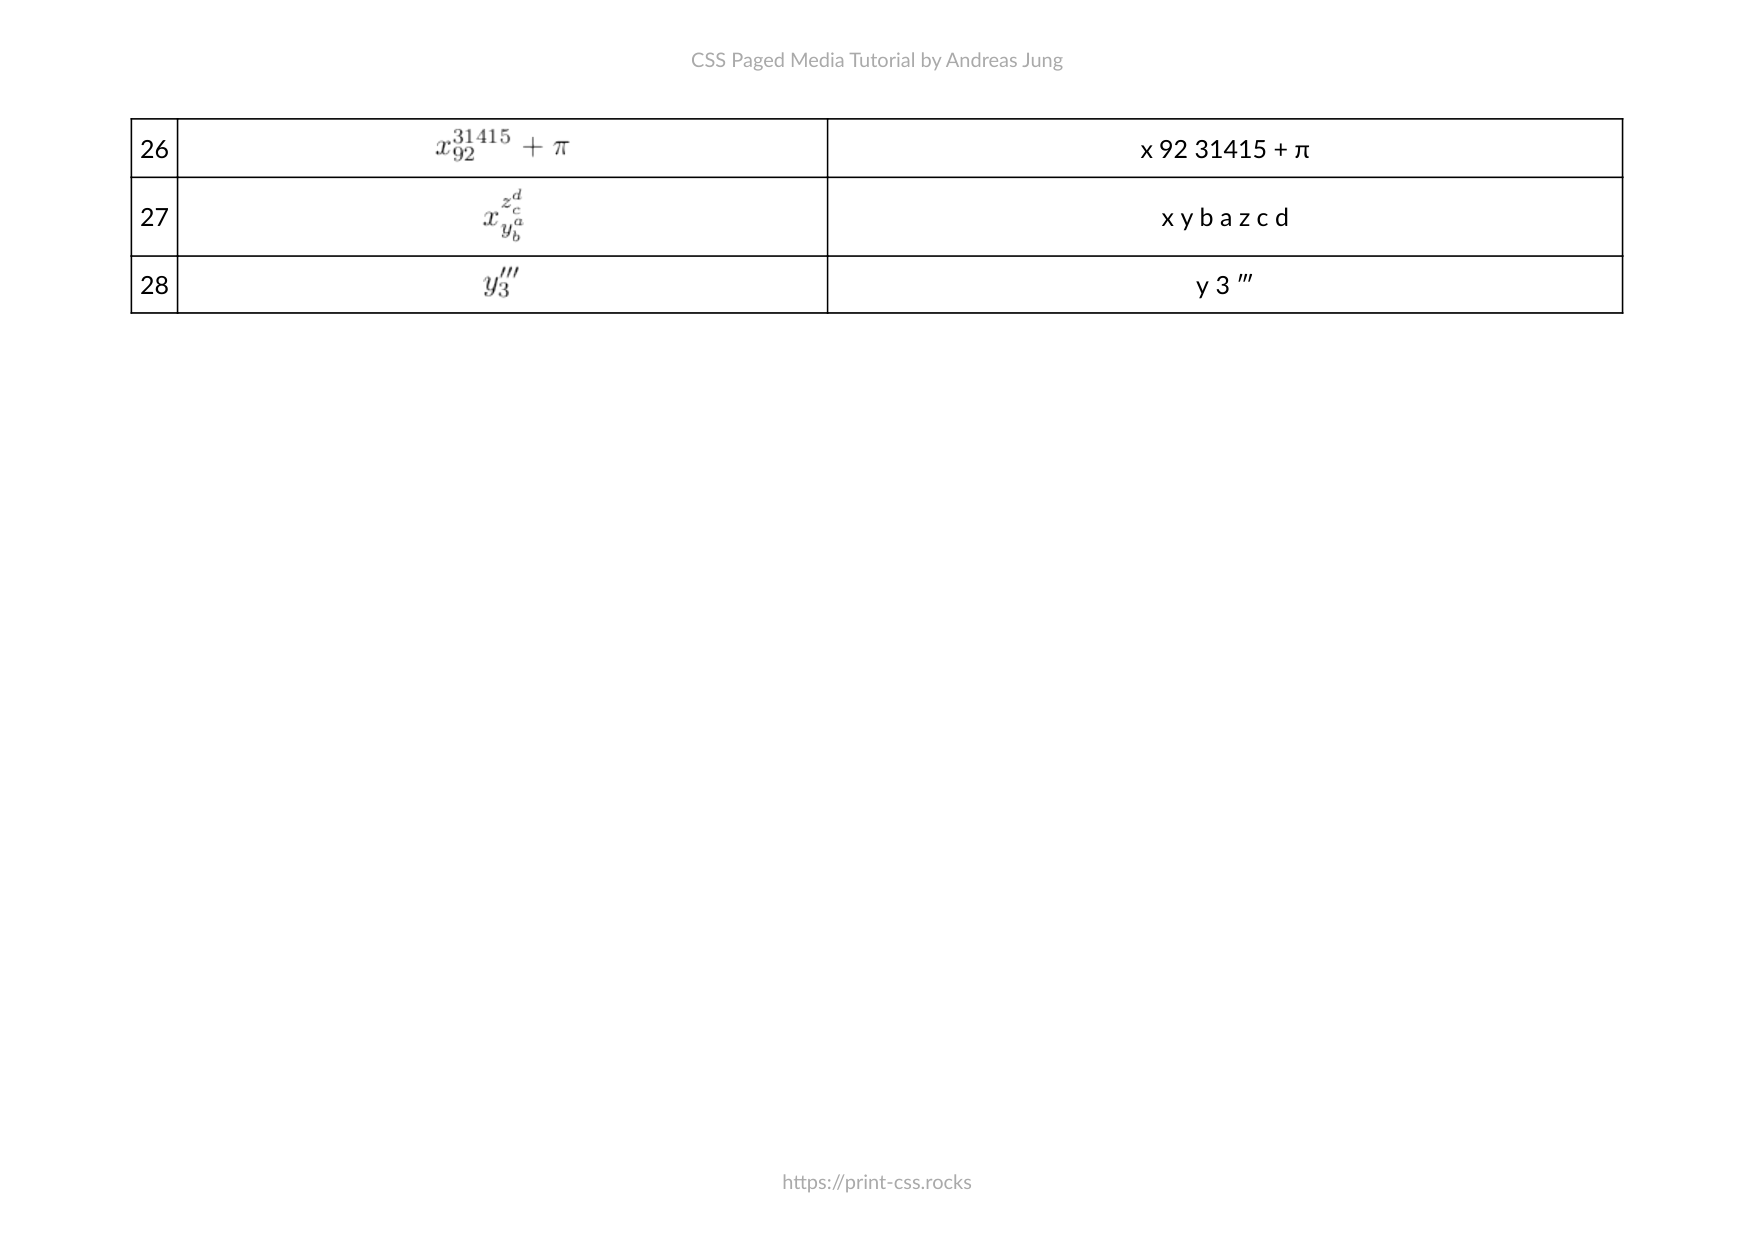 CSS Paged Media Tutorial by Andreas Jung
26 x_{92}^{31415} + π x 92 31415 + π
27 x_{y_b^a}^{z_c^d} x y b a z c d
28 y_3^{′′′} y 3 ‴
https://print-css.rocks